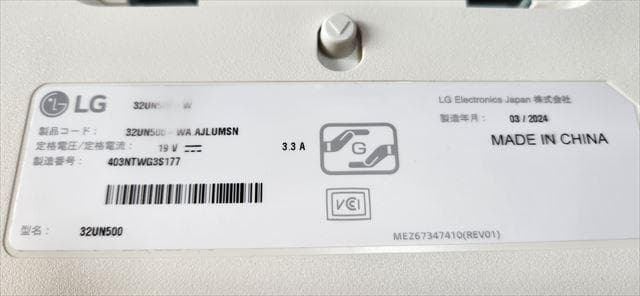 LG
LG Electronics Japan 株式会社
製造年月： 03 / 2024
製品コード： 32UN500 - WA.AJLUMSN
定格電圧/定格電流： 19 V 3.3 A
製造番号： 403NTWG3S177
MADE IN CHINA
G
VCI
型名： 32UN500
MEZ67347410(REV01)